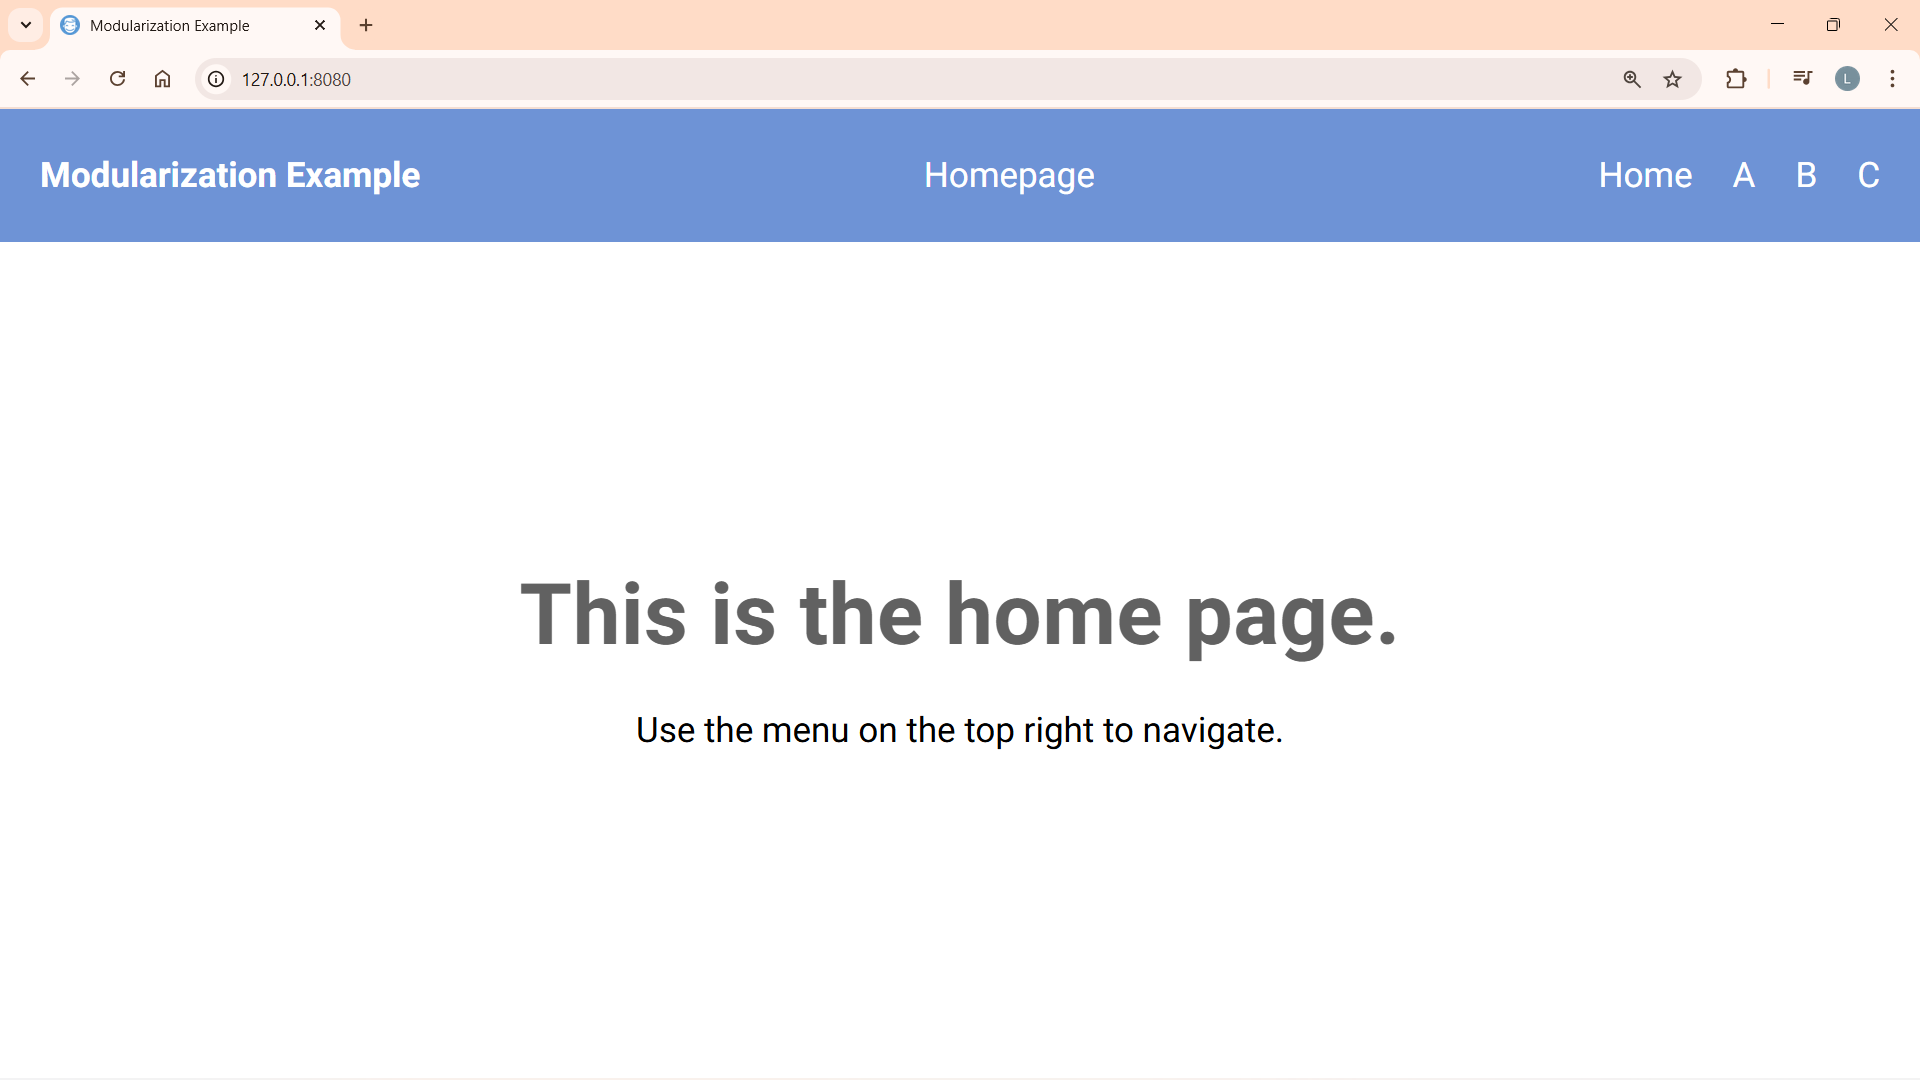 Modularization Example
127.0.0.1:8080
L
Modularization Example
Homepage
Home A B C
This is the home page.
Use the menu on the top right to navigate.